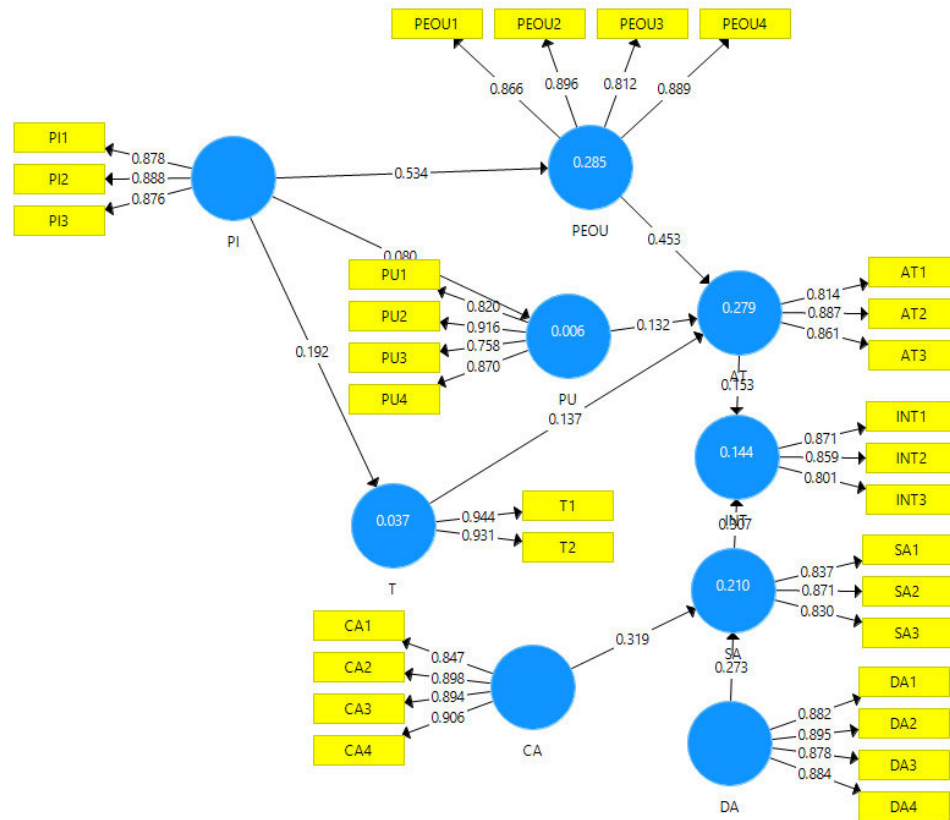 PEOU1 PEOU2 PEOU3 PEOU4
0.866 0.896 0.812 0.889
PI1
PI2
PI3
0.878
0.888
0.876
PI
0.534
0.285
PEOU
0.453
0.080
0.192
PU1
PU2
PU3
PU4
0.820
0.916
0.758
0.870
0.006
PU
0.132
0.137
0.279
AT
0.814
0.887
0.861
AT1
AT2
AT3
0.153
0.144
INT
0.871
0.859
0.801
INT1
INT2
INT3
0.307
0.037
T
0.944
0.931
T1
T2
0.210
SA
0.837
0.871
0.830
SA1
SA2
SA3
CA1
CA2
CA3
CA4
0.847
0.898
0.894
0.906
CA
0.319
0.273
DA
0.882
0.895
0.878
0.884
DA1
DA2
DA3
DA4